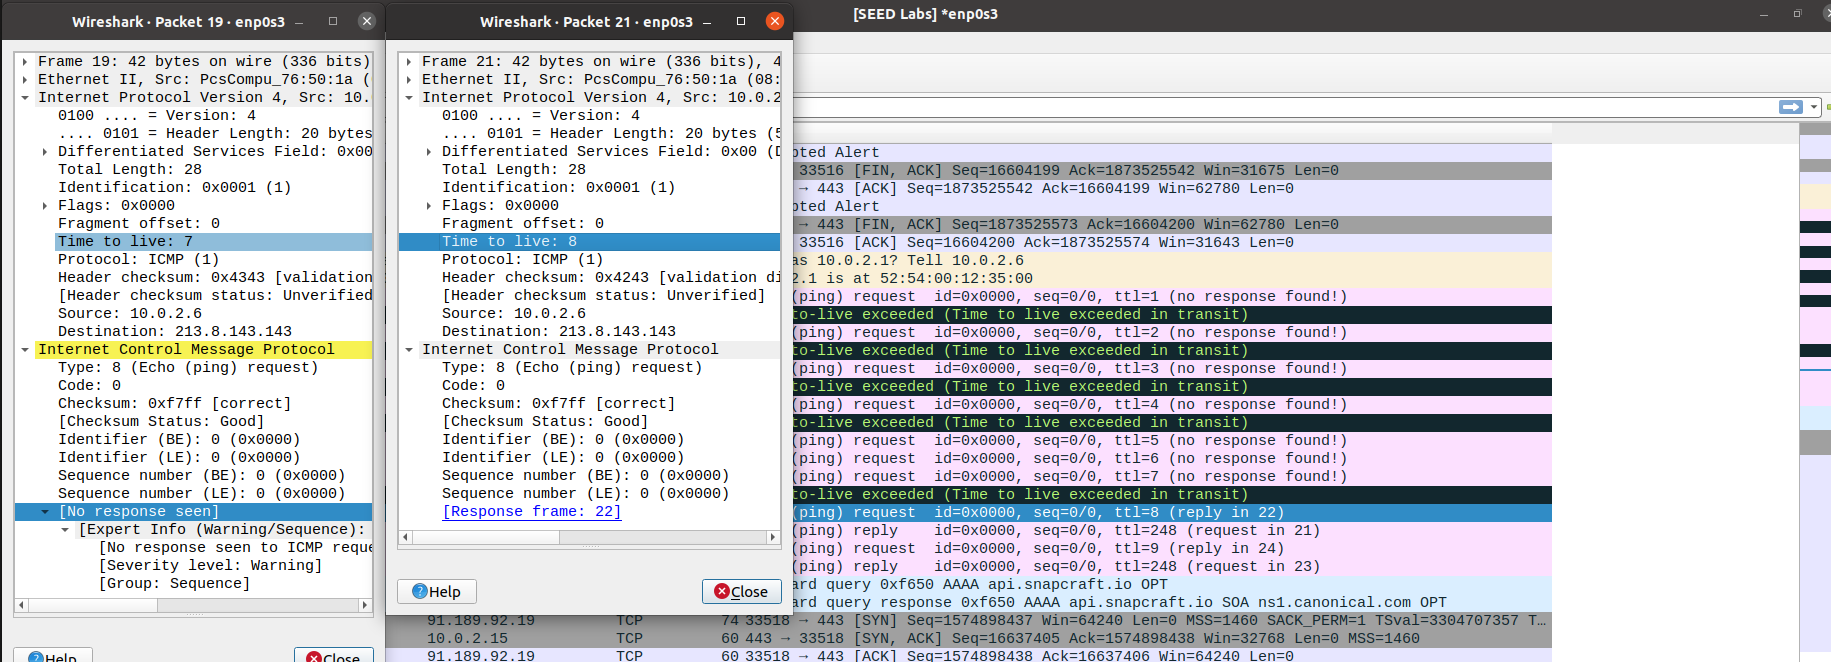 Wireshark · Packet 19 · enp0s3
Frame 19: 42 bytes on wire (336 bits)
Ethernet II, Src: PcsCompu_76:50:1a (
Internet Protocol Version 4, Src: 10.
0100 .... = Version: 4
.... 0101 = Header Length: 20 bytes
Differentiated Services Field: 0x00
Total Length: 28
Identification: 0x0001 (1)
Flags: 0x0000
Fragment offset: 0
Time to live: 7
Protocol: ICMP (1)
Header checksum: 0x4343 [validation
[Header checksum status: Unverified
Source: 10.0.2.6
Destination: 213.8.143.143
Internet Control Message Protocol
Type: 8 (Echo (ping) request)
Code: 0
Checksum: 0xf7ff [correct]
[Checksum Status: Good]
Identifier (BE): 0 (0x0000)
Identifier (LE): 0 (0x0000)
Sequence number (BE): 0 (0x0000)
Sequence number (LE): 0 (0x0000)
[No response seen]
[Expert Info (Warning/Sequence):
[No response seen to ICMP reque
[Severity level: Warning]
[Group: Sequence]
Help
Close
Wireshark · Packet 21 · enp0s3
Frame 21: 42 bytes on wire (336 bits), 4
Ethernet II, Src: PcsCompu_76:50:1a (08:
Internet Protocol Version 4, Src: 10.0.2
0100 .... = Version: 4
.... 0101 = Header Length: 20 bytes (5
Differentiated Services Field: 0x00 (D
Total Length: 28
Identification: 0x0001 (1)
Flags: 0x0000
Fragment offset: 0
Time to live: 8
Protocol: ICMP (1)
Header checksum: 0x4243 [validation di
[Header checksum status: Unverified]
Source: 10.0.2.6
Destination: 213.8.143.143
Internet Control Message Protocol
Type: 8 (Echo (ping) request)
Code: 0
Checksum: 0xf7ff [correct]
[Checksum Status: Good]
Identifier (BE): 0 (0x0000)
Identifier (LE): 0 (0x0000)
Sequence number (BE): 0 (0x0000)
Sequence number (LE): 0 (0x0000)
[Response frame: 22]
Help
Close
[SEED Labs] *enp0s3
pted Alert
33516 [FIN, ACK] Seq=16604199 Ack=1873525542 Win=31675 Len=0
→ 443 [ACK] Seq=1873525542 Ack=16604199 Win=62780 Len=0
pted Alert
→ 443 [FIN, ACK] Seq=1873525573 Ack=16604200 Win=62780 Len=0
33516 [ACK] Seq=16604200 Ack=1873525574 Win=31643 Len=0
as 10.0.2.1? Tell 10.0.2.6
2.1 is at 52:54:00:12:35:00
(ping) request id=0x0000, seq=0/0, ttl=1 (no response found!)
to-live exceeded (Time to live exceeded in transit)
(ping) request id=0x0000, seq=0/0, ttl=2 (no response found!)
to-live exceeded (Time to live exceeded in transit)
(ping) request id=0x0000, seq=0/0, ttl=3 (no response found!)
to-live exceeded (Time to live exceeded in transit)
(ping) request id=0x0000, seq=0/0, ttl=4 (no response found!)
to-live exceeded (Time to live exceeded in transit)
(ping) request id=0x0000, seq=0/0, ttl=5 (no response found!)
(ping) request id=0x0000, seq=0/0, ttl=6 (no response found!)
(ping) request id=0x0000, seq=0/0, ttl=7 (no response found!)
to-live exceeded (Time to live exceeded in transit)
(ping) request id=0x0000, seq=0/0, ttl=8 (reply in 22)
(ping) reply id=0x0000, seq=0/0, ttl=248 (request in 21)
(ping) request id=0x0000, seq=0/0, ttl=9 (reply in 24)
(ping) reply id=0x0000, seq=0/0, ttl=248 (request in 23)
ard query 0xf650 AAAA api.snapcraft.io OPT
ard query response 0xf650 AAAA api.snapcraft.io SOA ns1.canonical.com OPT
91.189.92.19 TCP 74 33518 → 443 [SYN] Seq=1574898437 Win=64240 Len=0 MSS=1460 SACK_PERM=1 TSval=3304707357 T…
10.0.2.15 TCP 60 443 → 33518 [SYN, ACK] Seq=16637405 Ack=1574898438 Win=32768 Len=0 MSS=1460
91.189.92.19 TCP 60 33518 → 443 [ACK] Seq=1574898438 Ack=16637406 Win=64240 Len=0